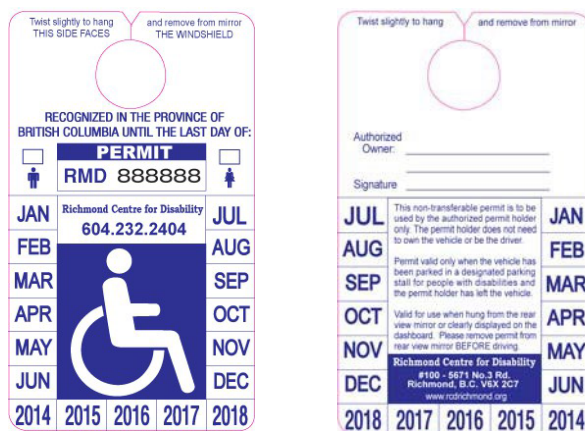 Twist slightly to hang and remove from mirror
THIS SIDE FACES THE WINDSHIELD
RECOGNIZED IN THE PROVINCE OF
BRITISH COLUMBIA UNTIL THE LAST DAY OF:
PERMIT
RMD 888888
JAN Richmond Centre for Disability JUL
604.232.2404
FEB AUG
MAR SEP
APR OCT
MAY NOV
JUN DEC
2014 2015 2016 2017 2018
Twist slightly to hang and remove from mirror
Authorized
Owner:
Signature
JUL JAN
AUG FEB
SEP MAR
OCT APR
NOV MAY
DEC JUN
This non-transferable permit is to be
used by the authorized permit holder
only. The permit holder does not need
to own the vehicle or be the driver.
Permit valid only when the vehicle has
been parked in a designated parking
stall for people with disabilities and
the permit holder has left the vehicle.
Valid for use when hung from the rear
view mirror or clearly displayed on the
dashboard. Please remove permit from
rear view mirror BEFORE driving.
Richmond Centre for Disability
#100 - 5671 No.3 Rd.
Richmond, B.C. V6X 2C7
www.rcdrichmond.org
2018 2017 2016 2015 2014